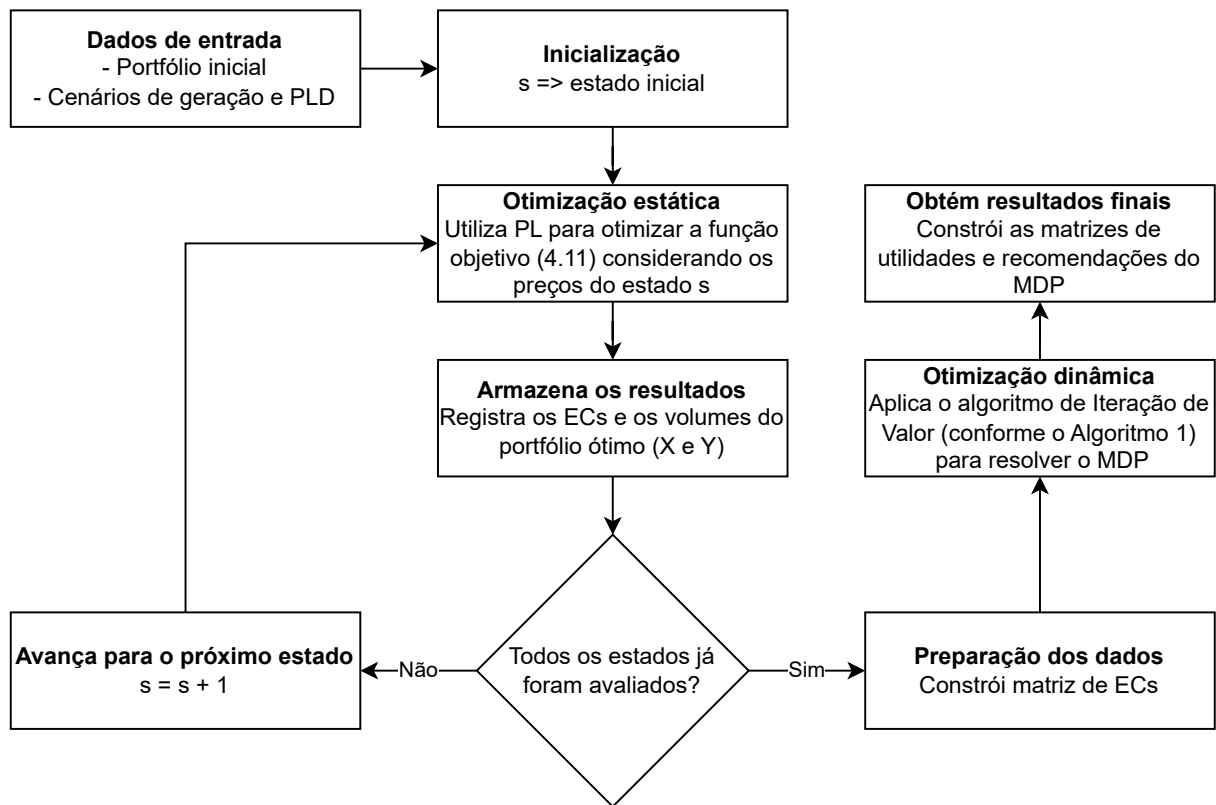 Dados de entrada
- Portfólio inicial
- Cenários de geração e PLD
Inicialização
s => estado inicial
Otimização estática
Utiliza PL para otimizar a função
objetivo (4.11) considerando os
preços do estado s
Armazena os resultados
Registra os ECs e os volumes do
portfólio ótimo (X e Y)
Todos os estados já
foram avaliados?
Não
Avança para o próximo estado
s = s + 1
Sim
Preparação dos dados
Constrói matriz de ECs
Otimização dinâmica
Aplica o algoritmo de Iteração de
Valor (conforme o Algoritmo 1)
para resolver o MDP
Obtém resultados finais
Constrói as matrizes de
utilidades e recomendações do
MDP